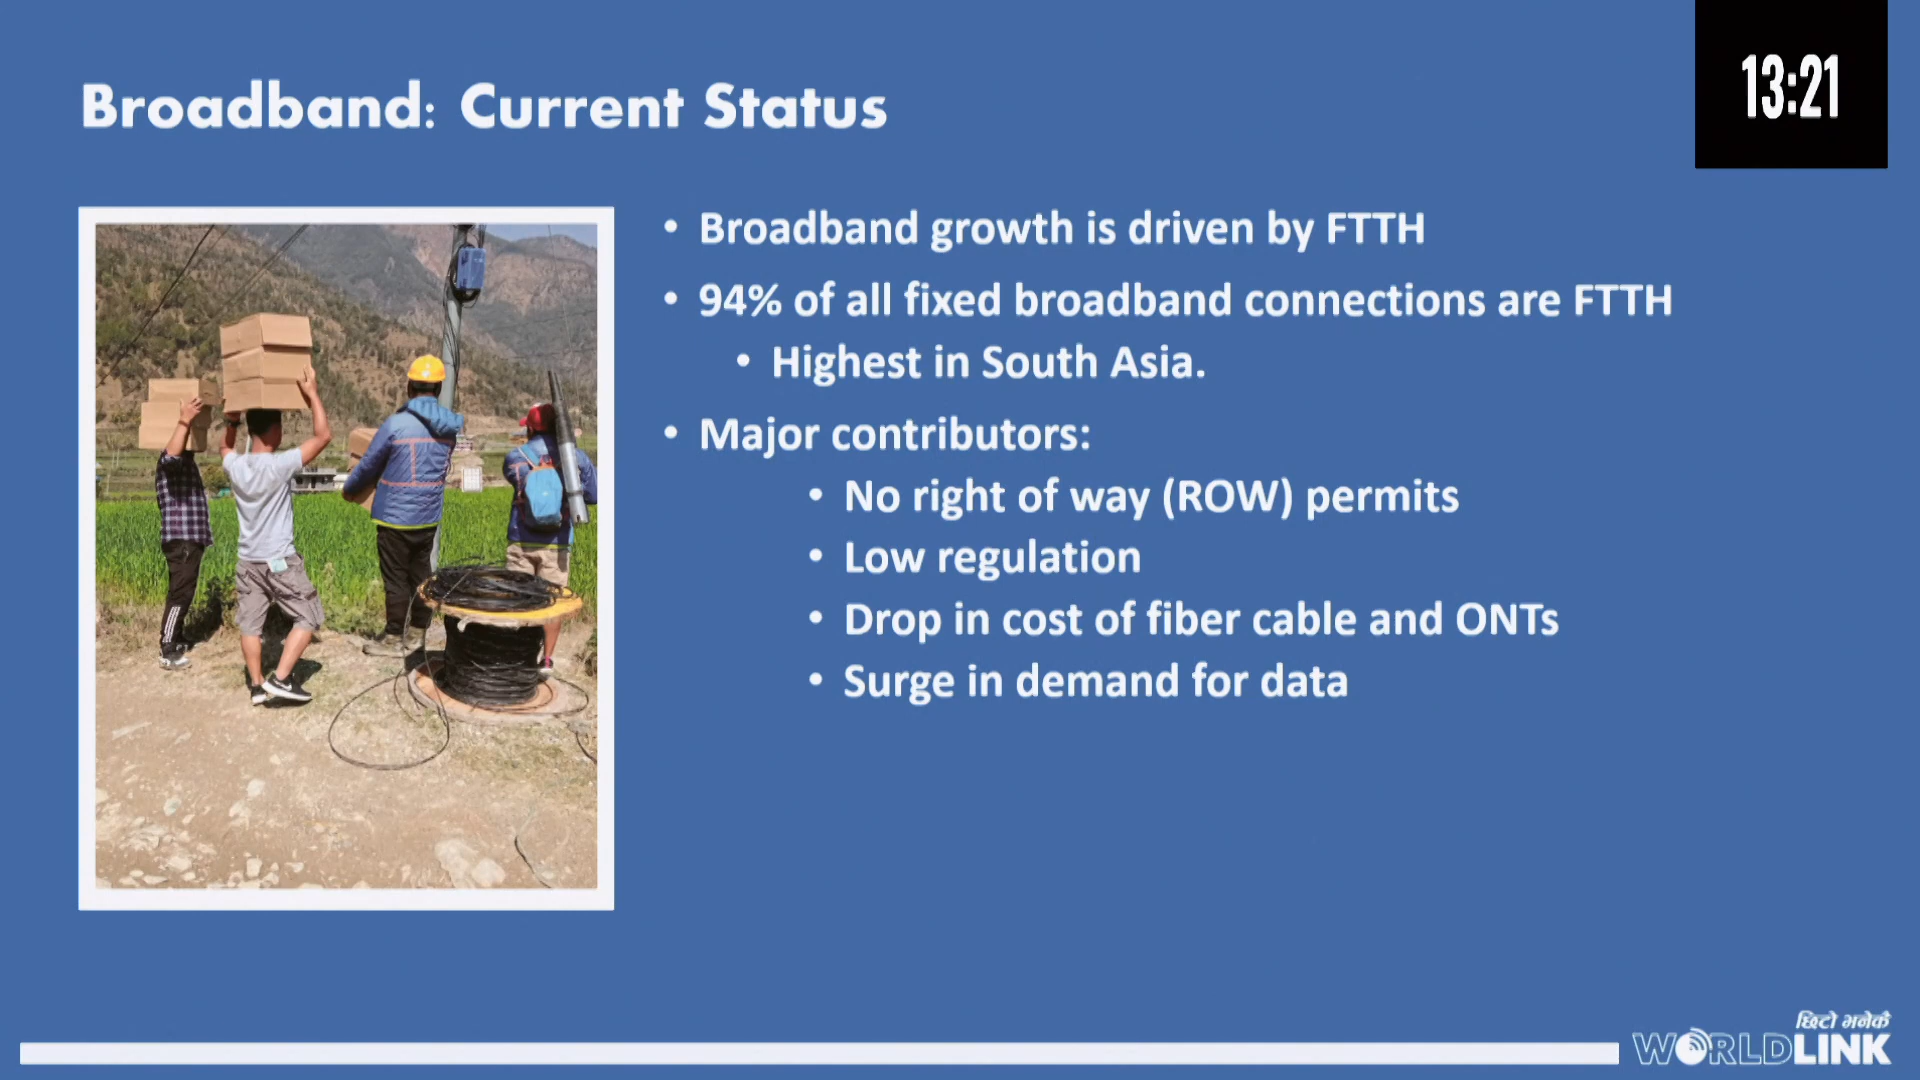 13:21
Broadband: Current Status
• Broadband growth is driven by FTTH
• 94% of all fixed broadband connections are FTTH
• Highest in South Asia.
• Major contributors:
• No right of way (ROW) permits
• Low regulation
• Drop in cost of fiber cable and ONTs
• Surge in demand for data
छिटो भनेकै
WORLDLINK